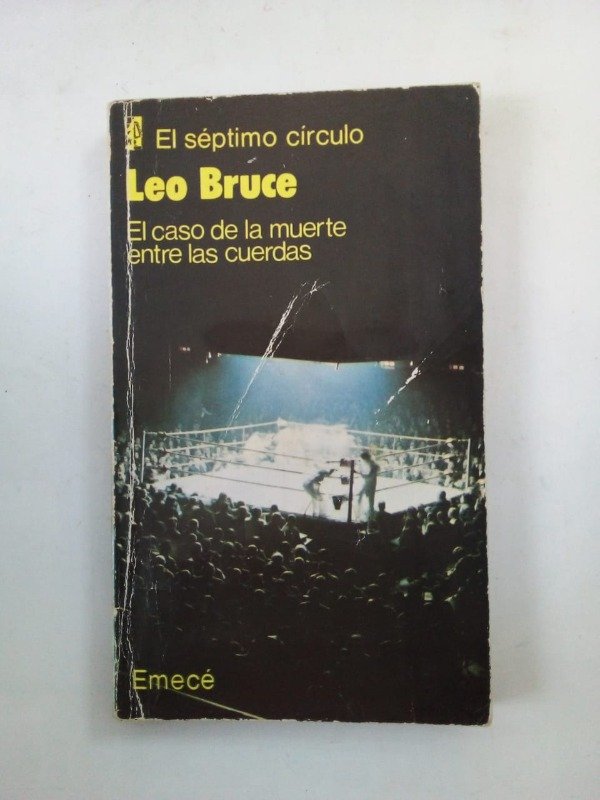 El séptimo círculo
Leo Bruce
El caso de la muerte
entre las cuerdas
Emecé